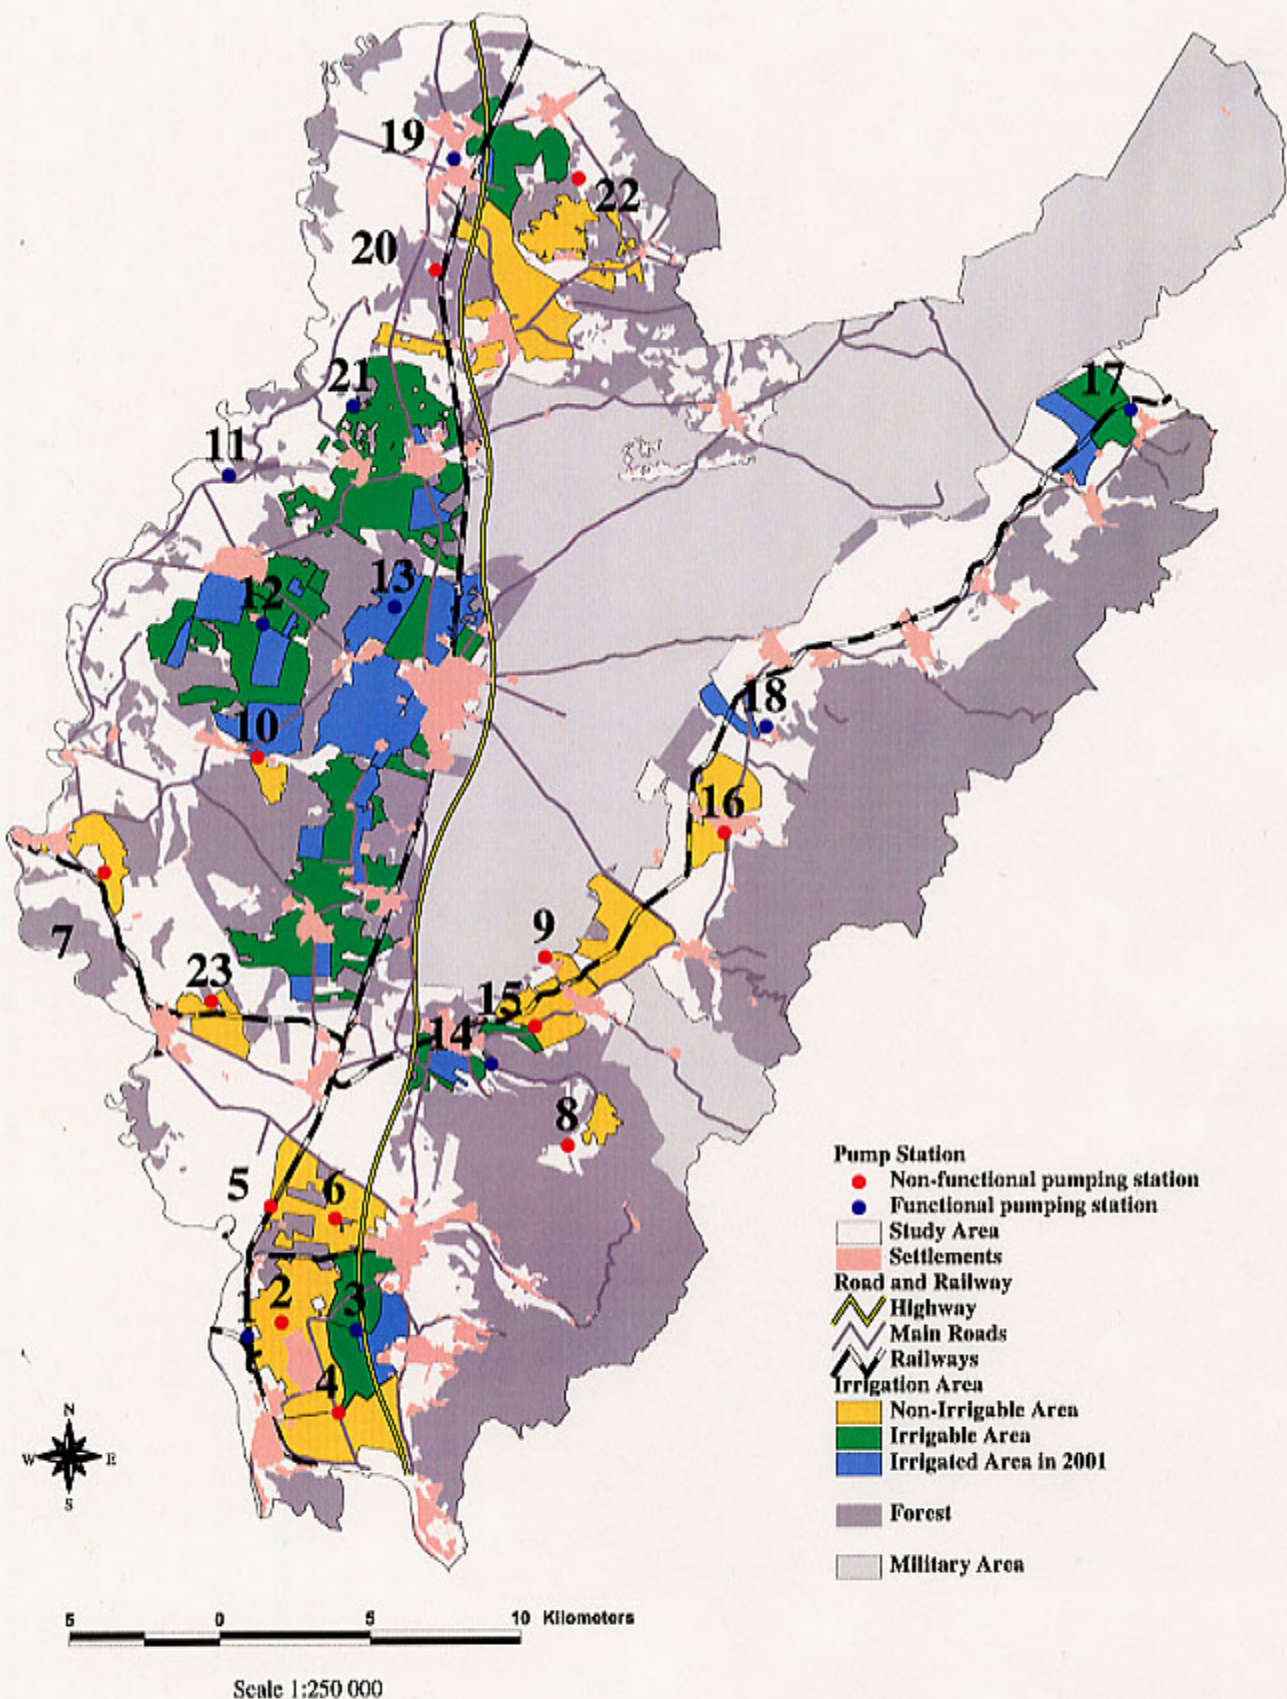 19
22
20
21
17
11
13
12
18
10
16
9
7
23
15
14
8
5
6
1
2
3
4
Pump Station
Non-functional pumping station
Functional pumping station
Study Area
Settlements
Road and Railway
Highway
Main Roads
Railways
Irrigation Area
Non-Irrigable Area
Irrigable Area
Irrigated Area in 2001
Forest
Military Area
N
W E
S
5 0 5 10 Kilometers
Scale 1:250 000